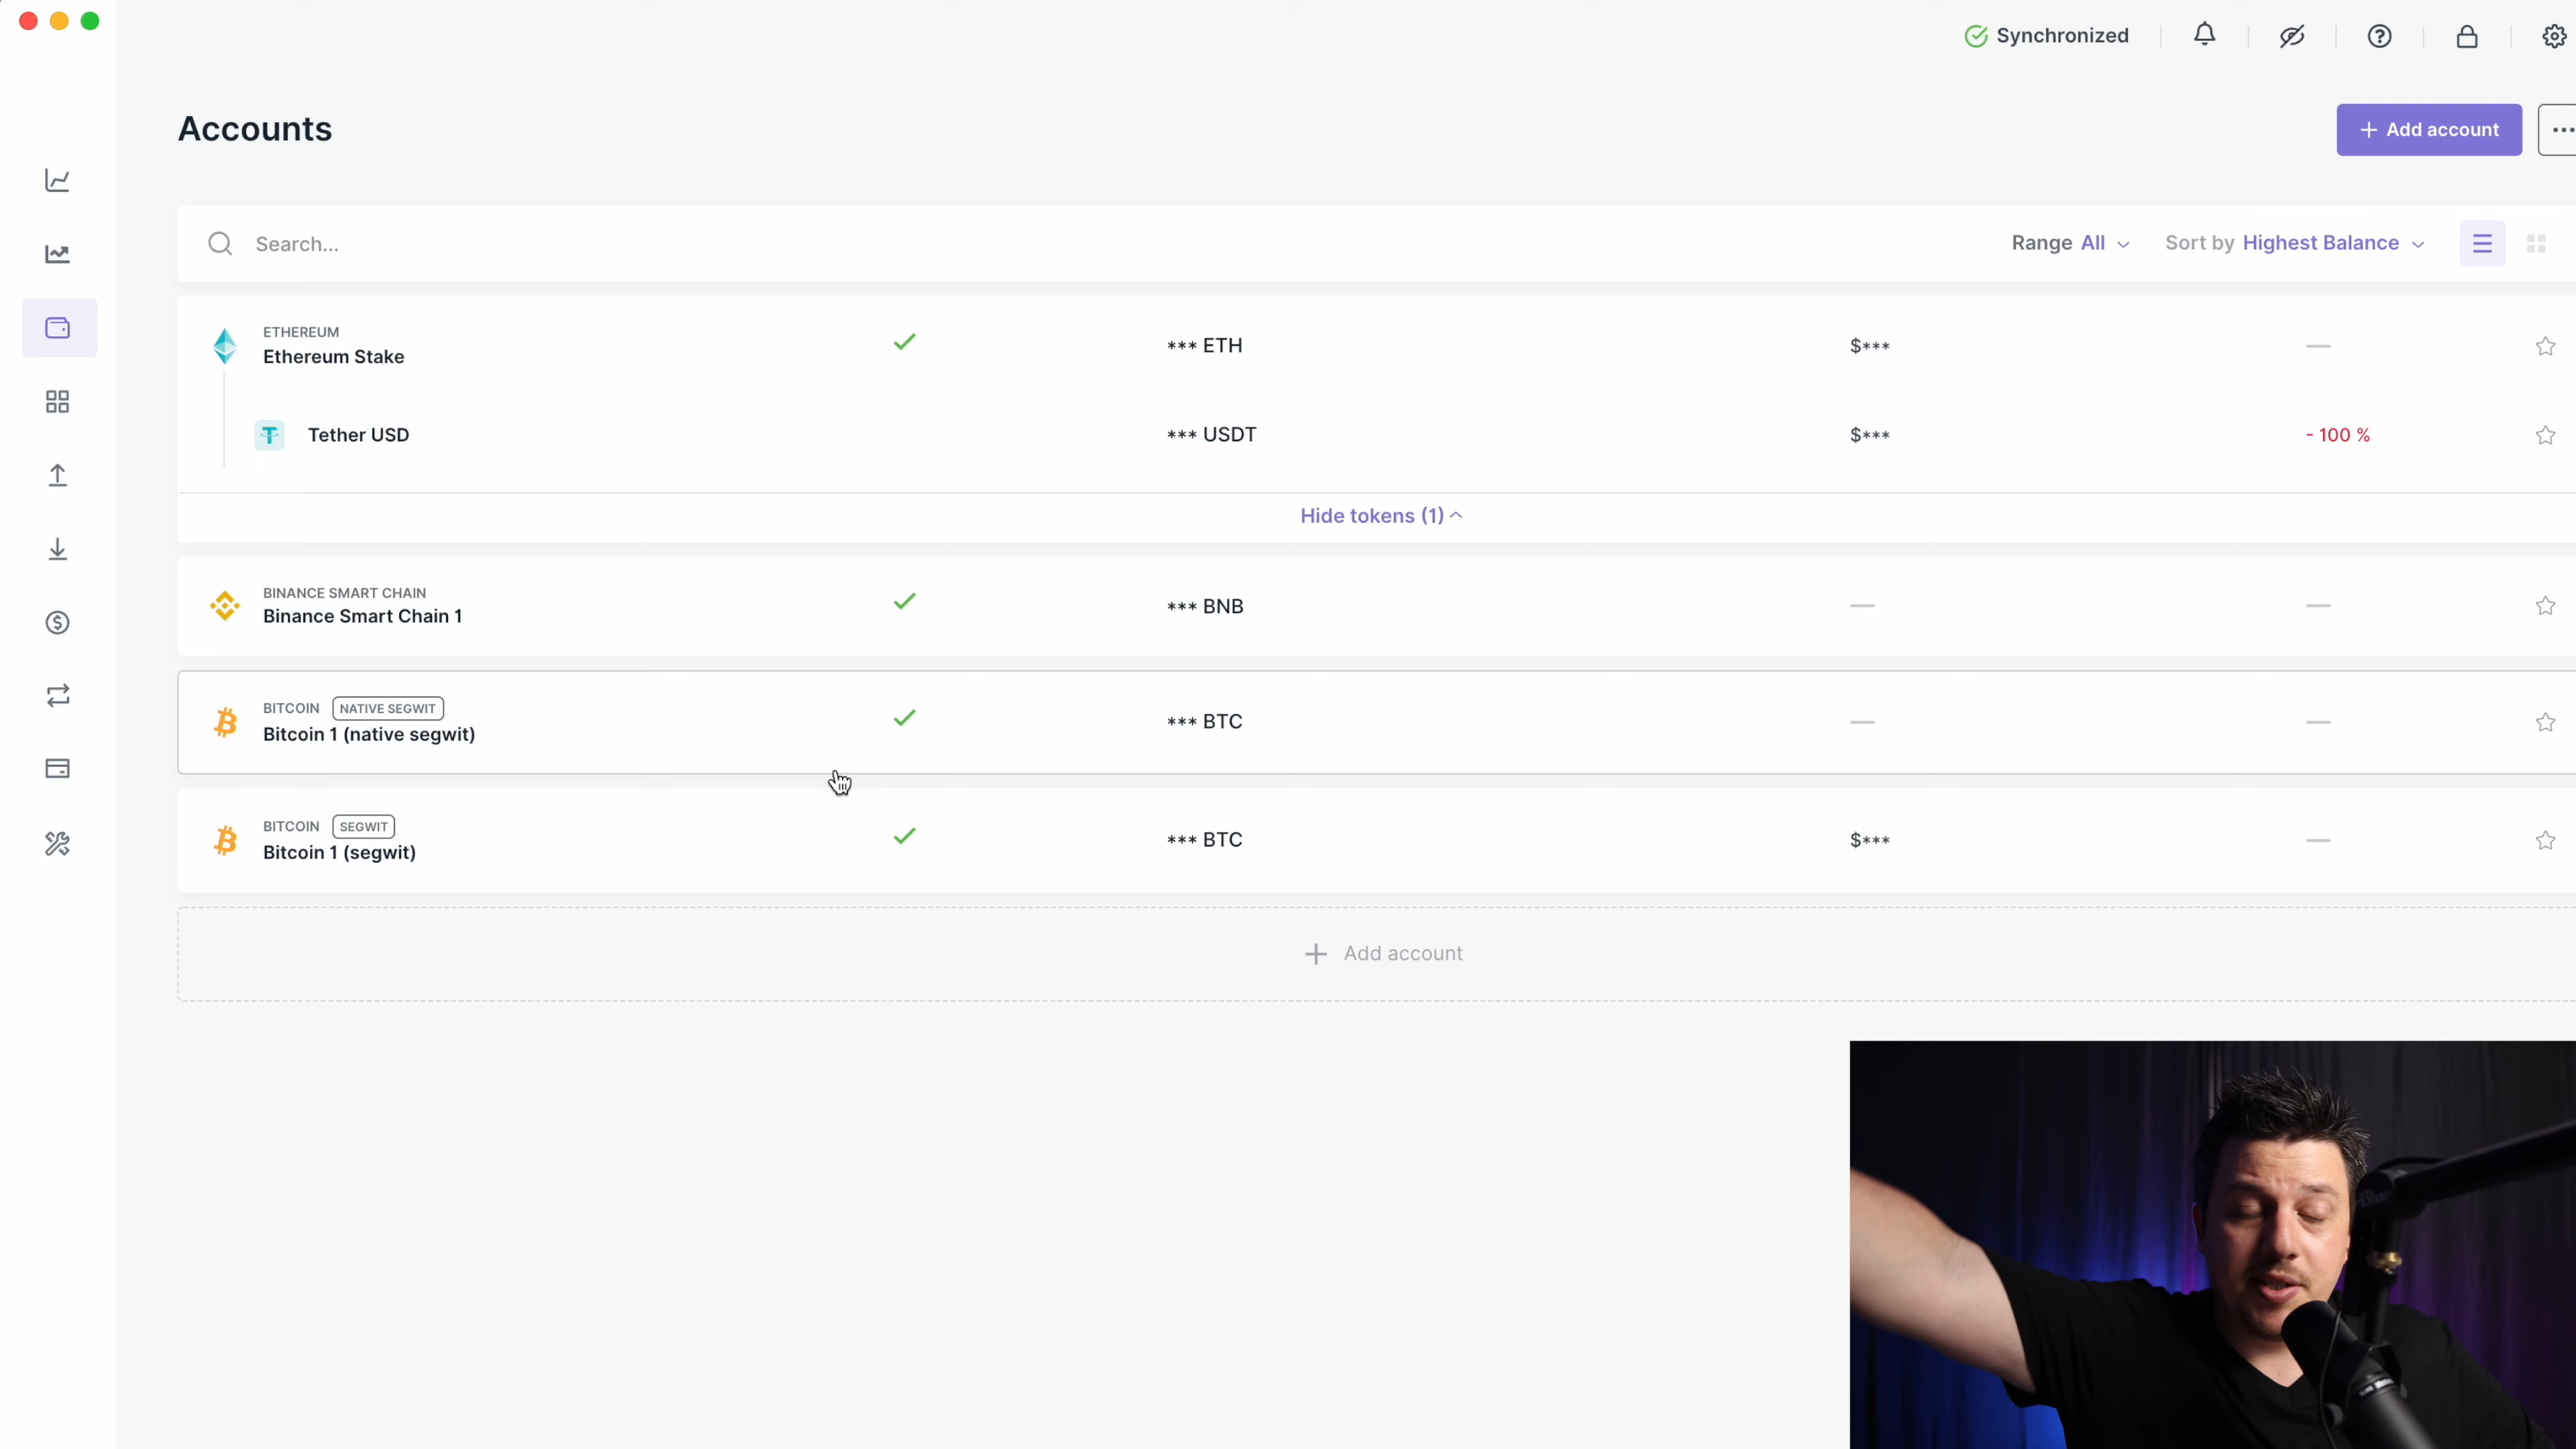 Synchronized
Accounts
+ Add account
Search...
Range All
Sort by Highest Balance
ETHEREUM
Ethereum Stake
*** ETH
$***
—
Tether USD
*** USDT
$***
- 100 %
Hide tokens (1)
BINANCE SMART CHAIN
Binance Smart Chain 1
*** BNB
—
—
BITCOIN NATIVE SEGWIT
Bitcoin 1 (native segwit)
*** BTC
—
—
BITCOIN SEGWIT
Bitcoin 1 (segwit)
*** BTC
$***
—
+ Add account